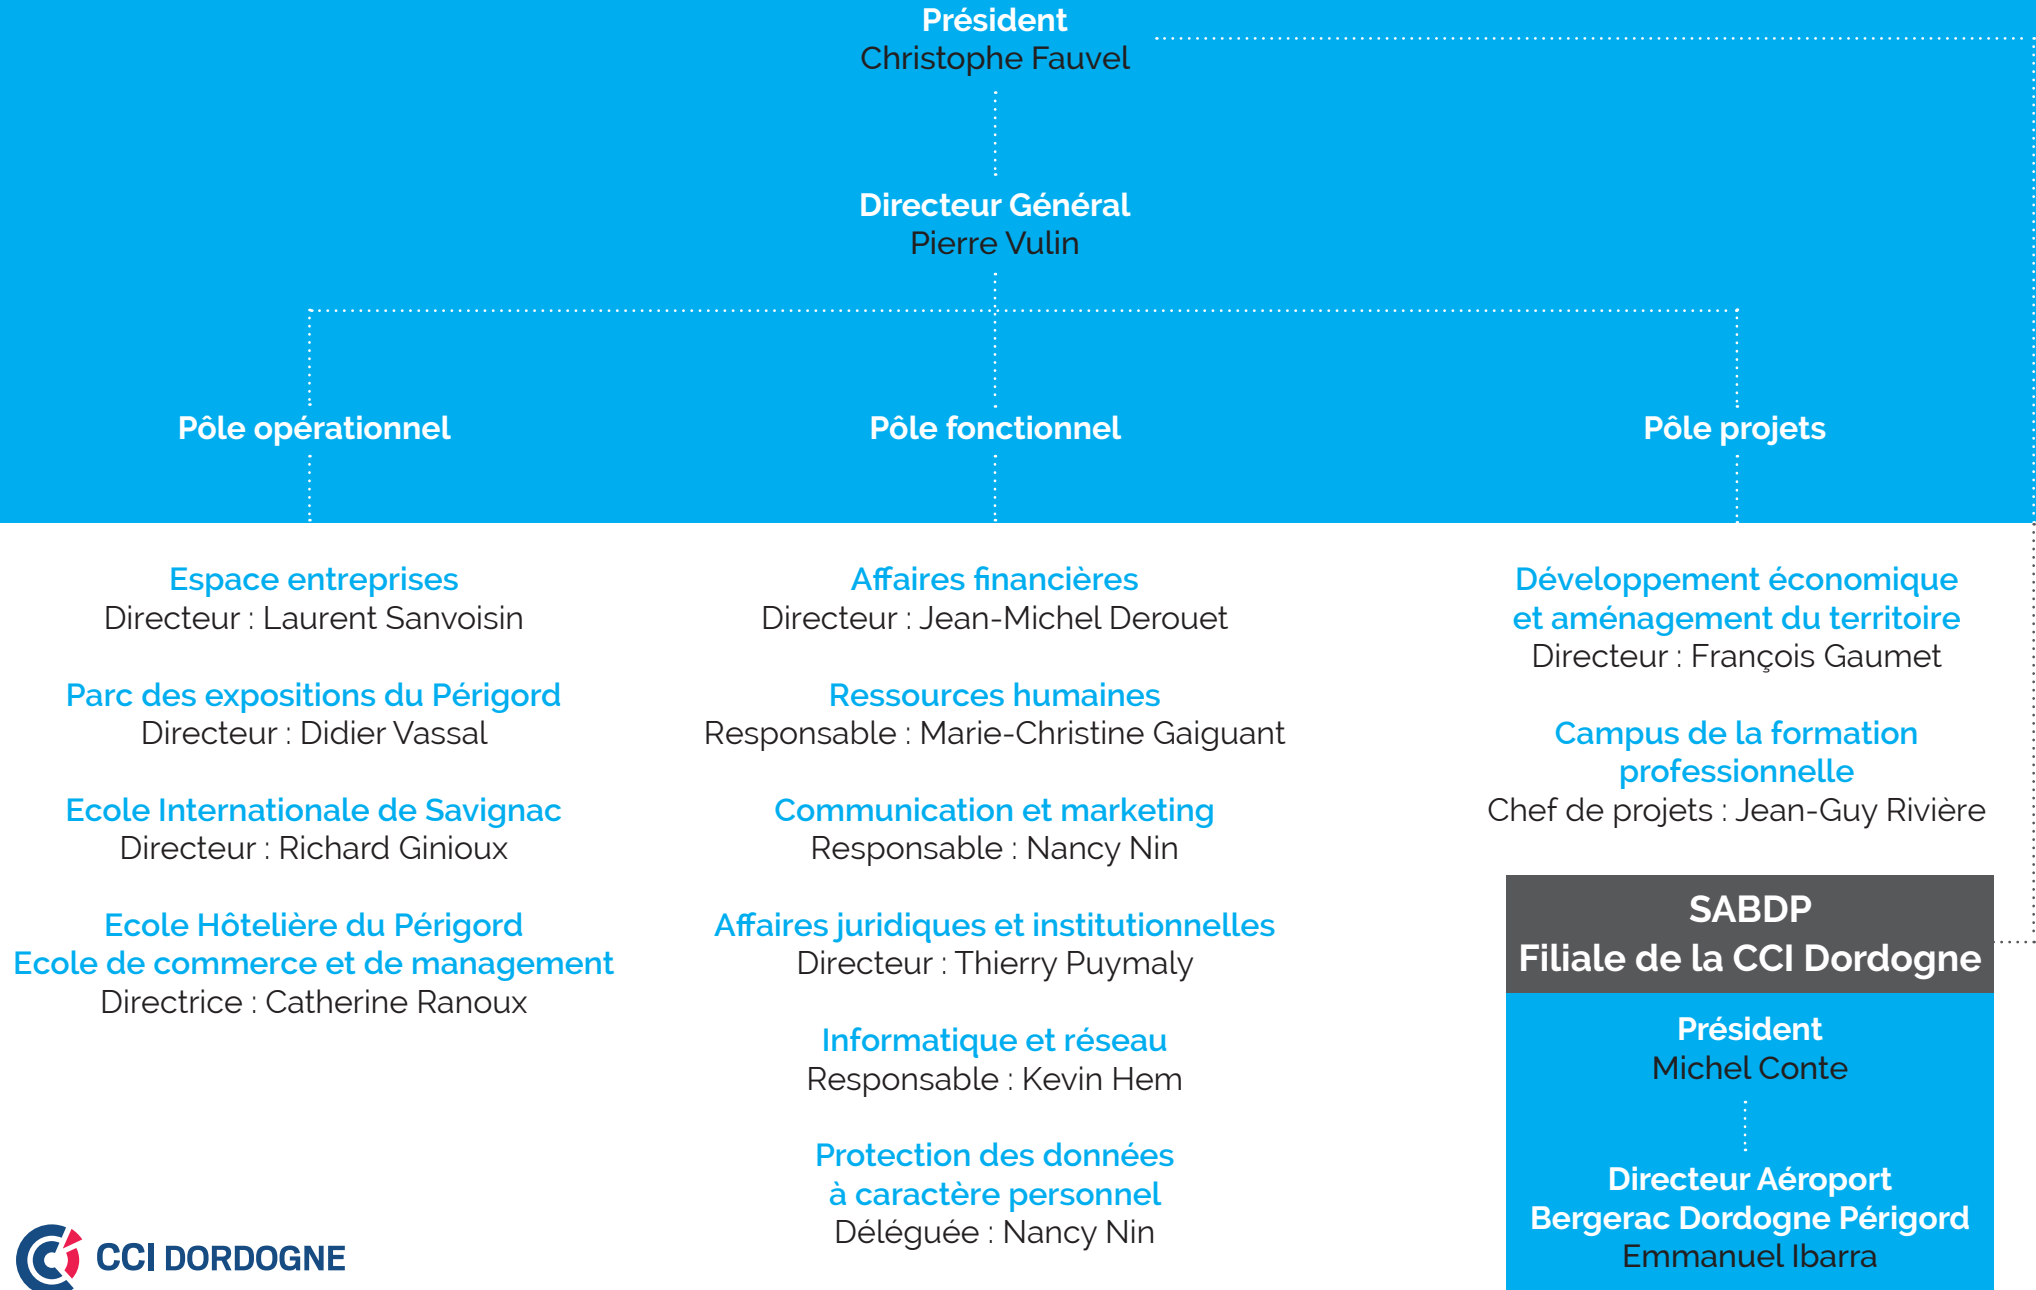 Président
Christophe Fauvel
Directeur Général
Pierre Vulin
Pôle opérationnel
Pôle fonctionnel
Pôle projets
Espace entreprises
Directeur : Laurent Sanvoisin
Parc des expositions du Périgord
Directeur : Didier Vassal
Ecole Internationale de Savignac
Directeur : Richard Ginioux
Ecole Hôtelière du Périgord
Ecole de commerce et de management
Directrice : Catherine Ranoux
Affaires financières
Directeur : Jean-Michel Derouet
Ressources humaines
Responsable : Marie-Christine Gaiguant
Communication et marketing
Responsable : Nancy Nin
Affaires juridiques et institutionnelles
Directeur : Thierry Puymaly
Informatique et réseau
Responsable : Kevin Hem
Protection des données
à caractère personnel
Déléguée : Nancy Nin
Développement économique
et aménagement du territoire
Directeur : François Gaumet
Campus de la formation
professionnelle
Chef de projets : Jean-Guy Rivière
SABDP
Filiale de la CCI Dordogne
Président
Michel Conte
Directeur Aéroport
Bergerac Dordogne Périgord
Emmanuel Ibarra
CCI DORDOGNE